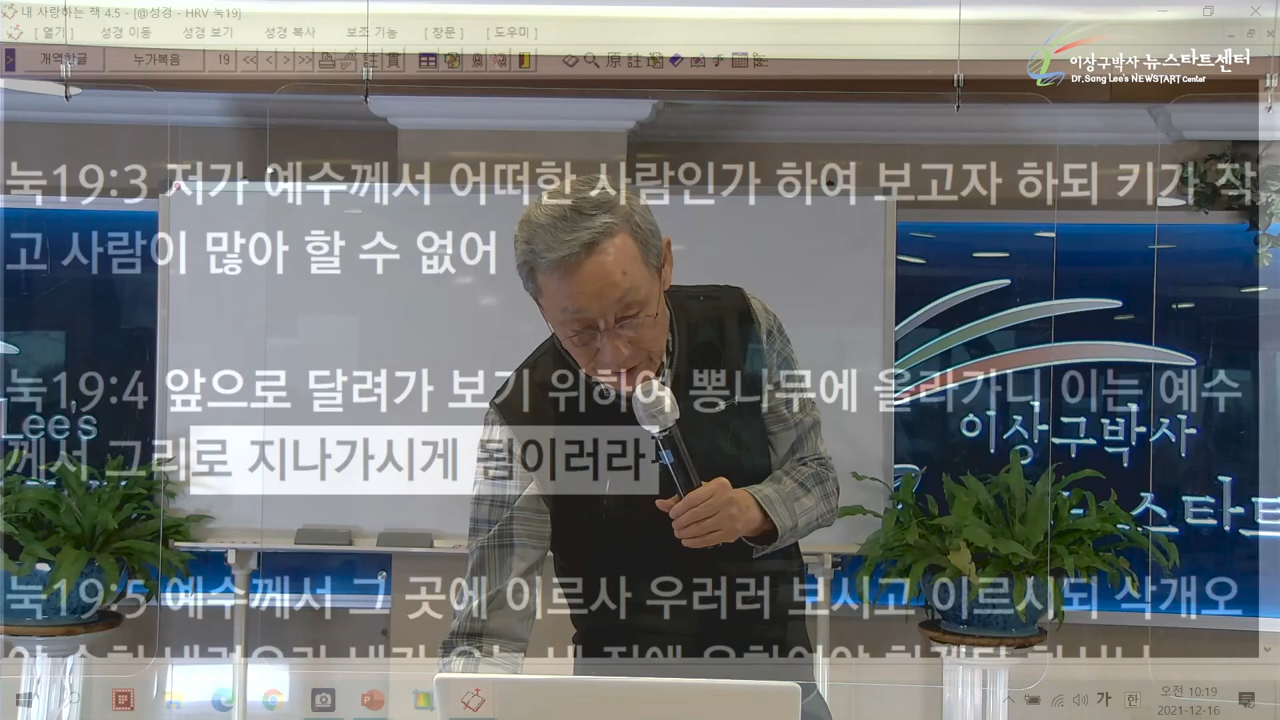 내 사랑하는 책 4.5 - [@성경 - HRV 눅19]
[ 열기 ] 성경 이동 성경 보기 성경 복사 보조 기능 [ 창문 ] [ 도우미 ]
개역한글 누가복음 19 << < > >>
이상구박사 뉴스타트센터
Dr.Sang Lee's NEWSTART Center
눅19:3 저가 예수께서 어떠한 사람인가 하여 보고자 하되 키가 작
고 사람이 많아 할 수 없어
눅19:4 앞으로 달려가 보기 위하여 뽕나무에 올라가니 이는 예수
께서 그리로 지나가시게 됨이러라
Lee's
이상구박사
뉴스타트
눅19:5 예수께서 그 곳에 이르사 우러러 보시고 이르시되 삭개오
가 한
오전 10:19
2021-12-16